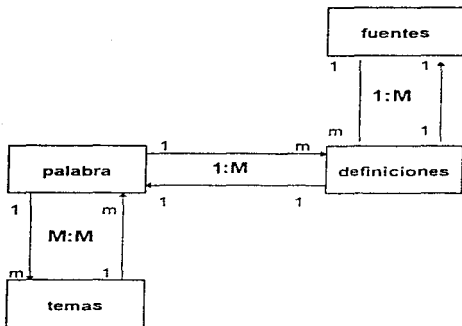 fuentes
1 1
1:M
m 1
1 m
palabra 1:M definiciones
1 1
1 m
M:M
m 1
temas